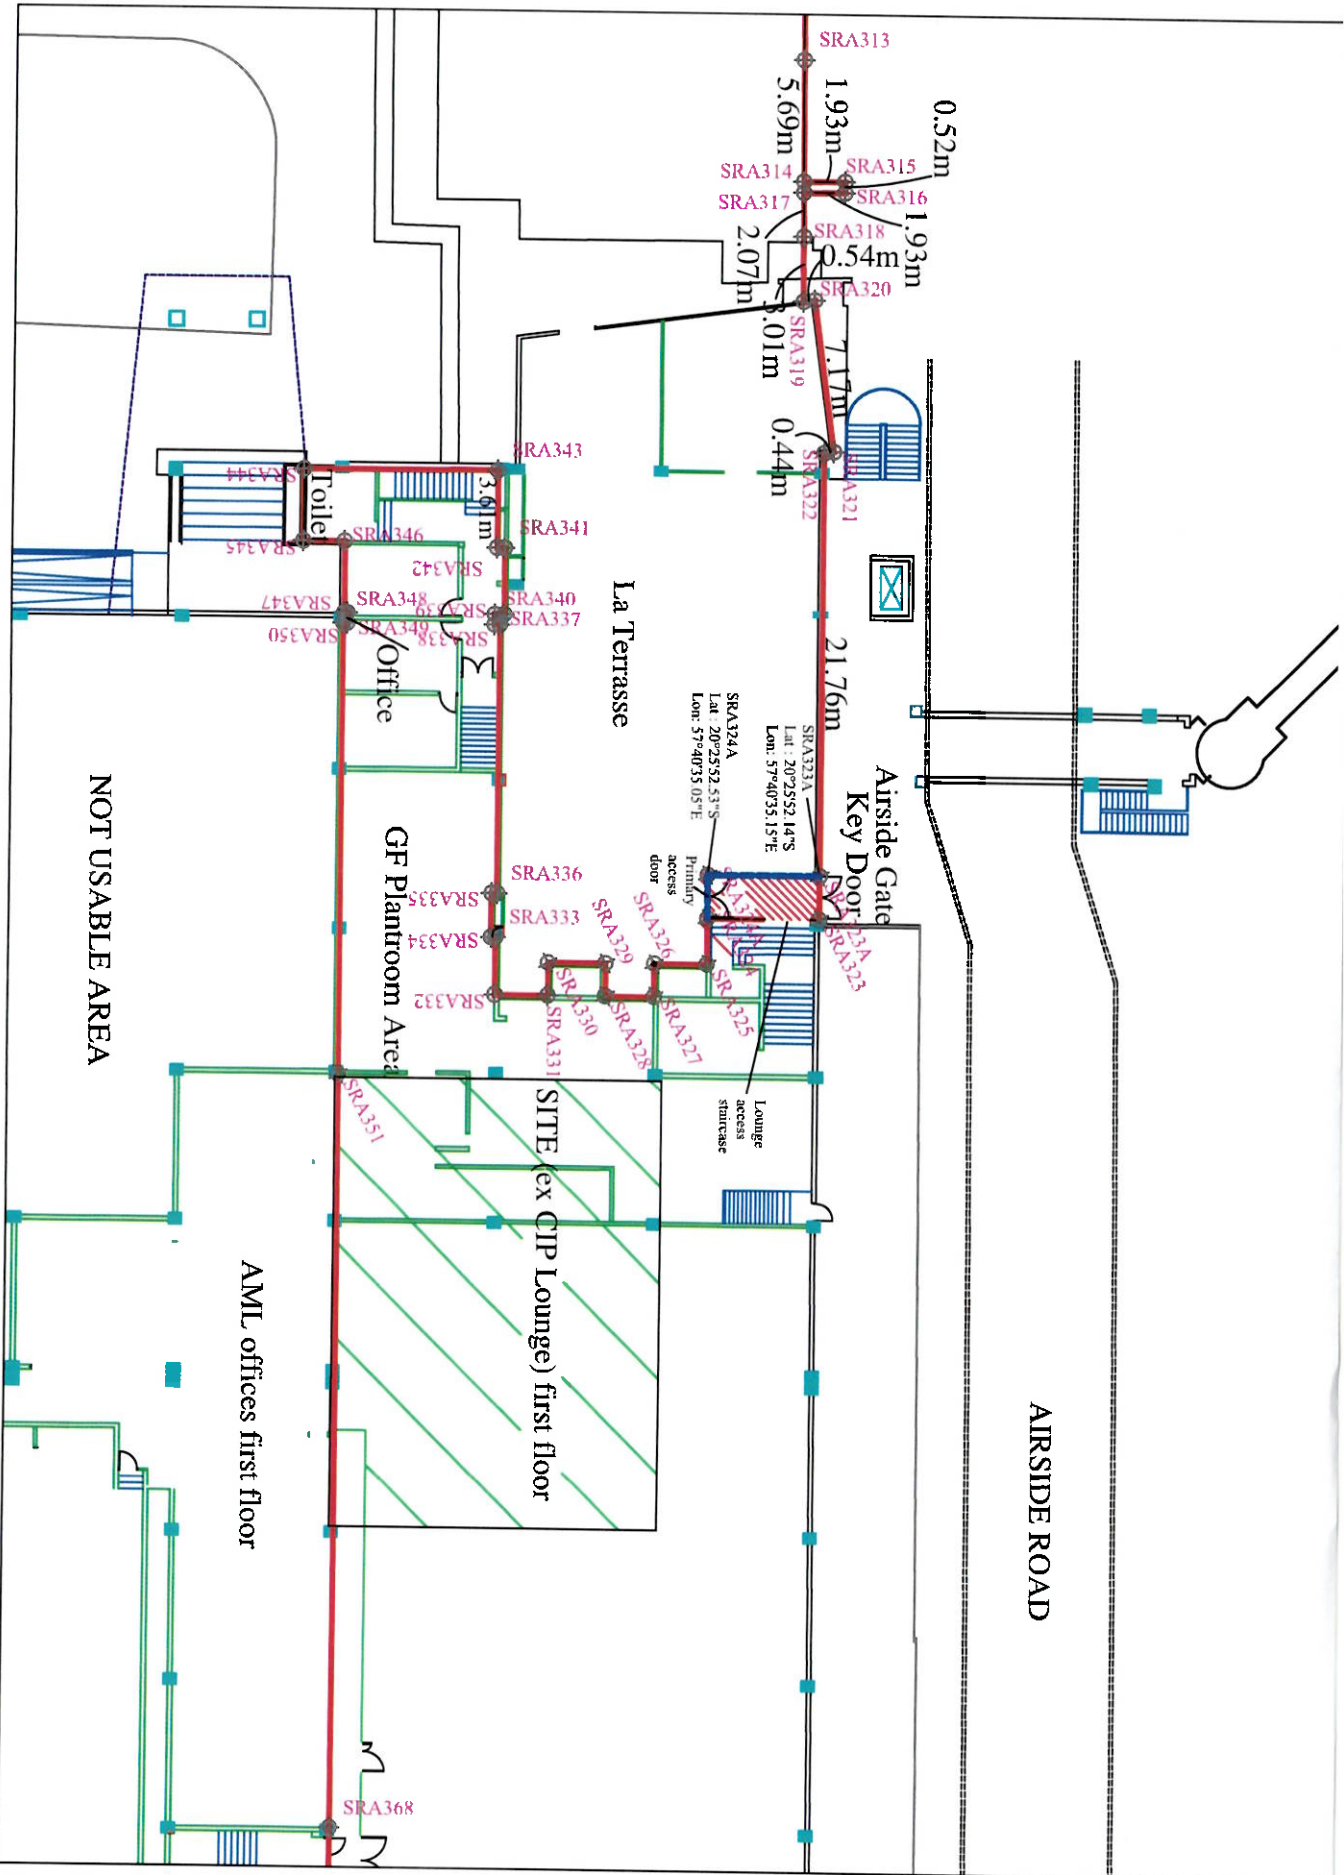 SRA313
5.69m
1.93m
0.52m
SRA314
SRA315
SRA317
SRA316
1.93m
SRA318
2.07m
0.54m
SRA320
SRA319
3.01m
7.17m
0.44m
SRA321
SRA322
SRA343
SRA344
Toilet
3.61m
SRA341
SRA346
SRA345
SRA342
SRA348
SRA347
SRA340
SRA339
SRA337
SRA349
SRA350
SRA338
Office
La Terrasse
21.76m
SRA324A
Lat : 20°25'52.53"S
Lon: 57°40'35.05"E
SRA323A
Lat : 20°25'52.14"S
Lon: 57°40'35.15"E
Airside Gate
Key Door
Primary
access
door
SRA324A
SRA324
SRA323A
SRA323
SRA336
SRA335
SRA333
SRA334
SRA329
SRA326
SRA325
SRA332
SRA330
SRA331
SRA328
SRA327
GF Plantroom Area
NOT USABLE AREA
Lounge
access
staircase
SRA351
SITE (ex CIP Lounge) first floor
AML offices first floor
AIRSIDE ROAD
SRA368